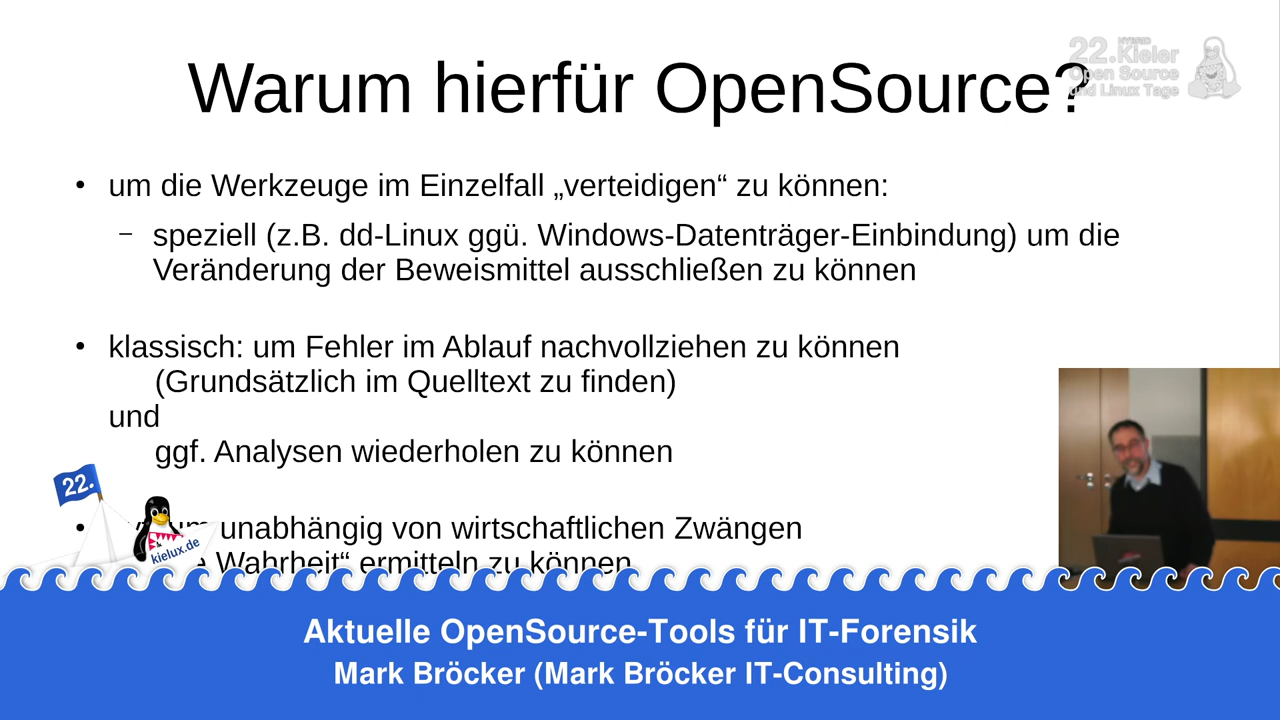 22. HYBRID Kieler
Open Source
und Linux Tage
Warum hierfür OpenSource?
• um die Werkzeuge im Einzelfall „verteidigen“ zu können:
– speziell (z.B. dd-Linux ggü. Windows-Datenträger-Einbindung) um die
Veränderung der Beweismittel ausschließen zu können
• klassisch: um Fehler im Ablauf nachvollziehen zu können
(Grundsätzlich im Quelltext zu finden)
und
ggf. Analysen wiederholen zu können
• um unabhängig von wirtschaftlichen Zwängen
Wahrheit“ ermitteln zu können
22.
kielux.de
Aktuelle OpenSource-Tools für IT-Forensik
Mark Bröcker (Mark Bröcker IT-Consulting)